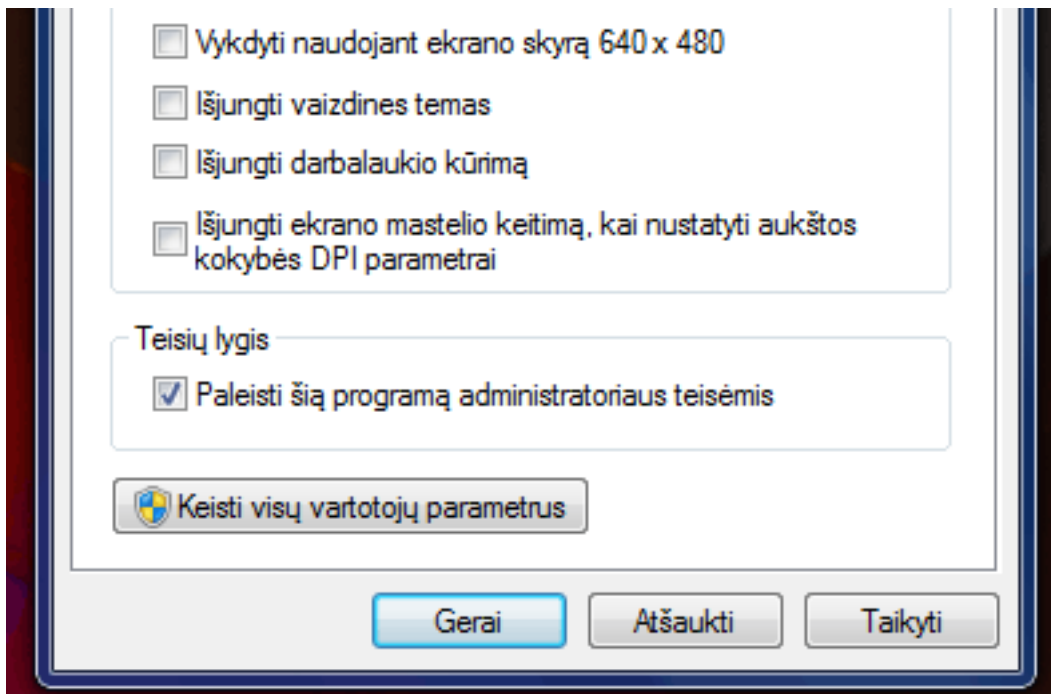 Vykdyti naudojant ekrano skyrą 640 x 480
Išjungti vaizdines temas
Išjungti darbalaukio kūrimą
Išjungti ekrano mastelio keitimą, kai nustatyti aukštos
kokybės DPI parametrai
Teisių lygis
Paleisti šią programą administratoriaus teisėmis
Keisti visų vartotojų parametrus
Gerai
Atšaukti
Taikyti